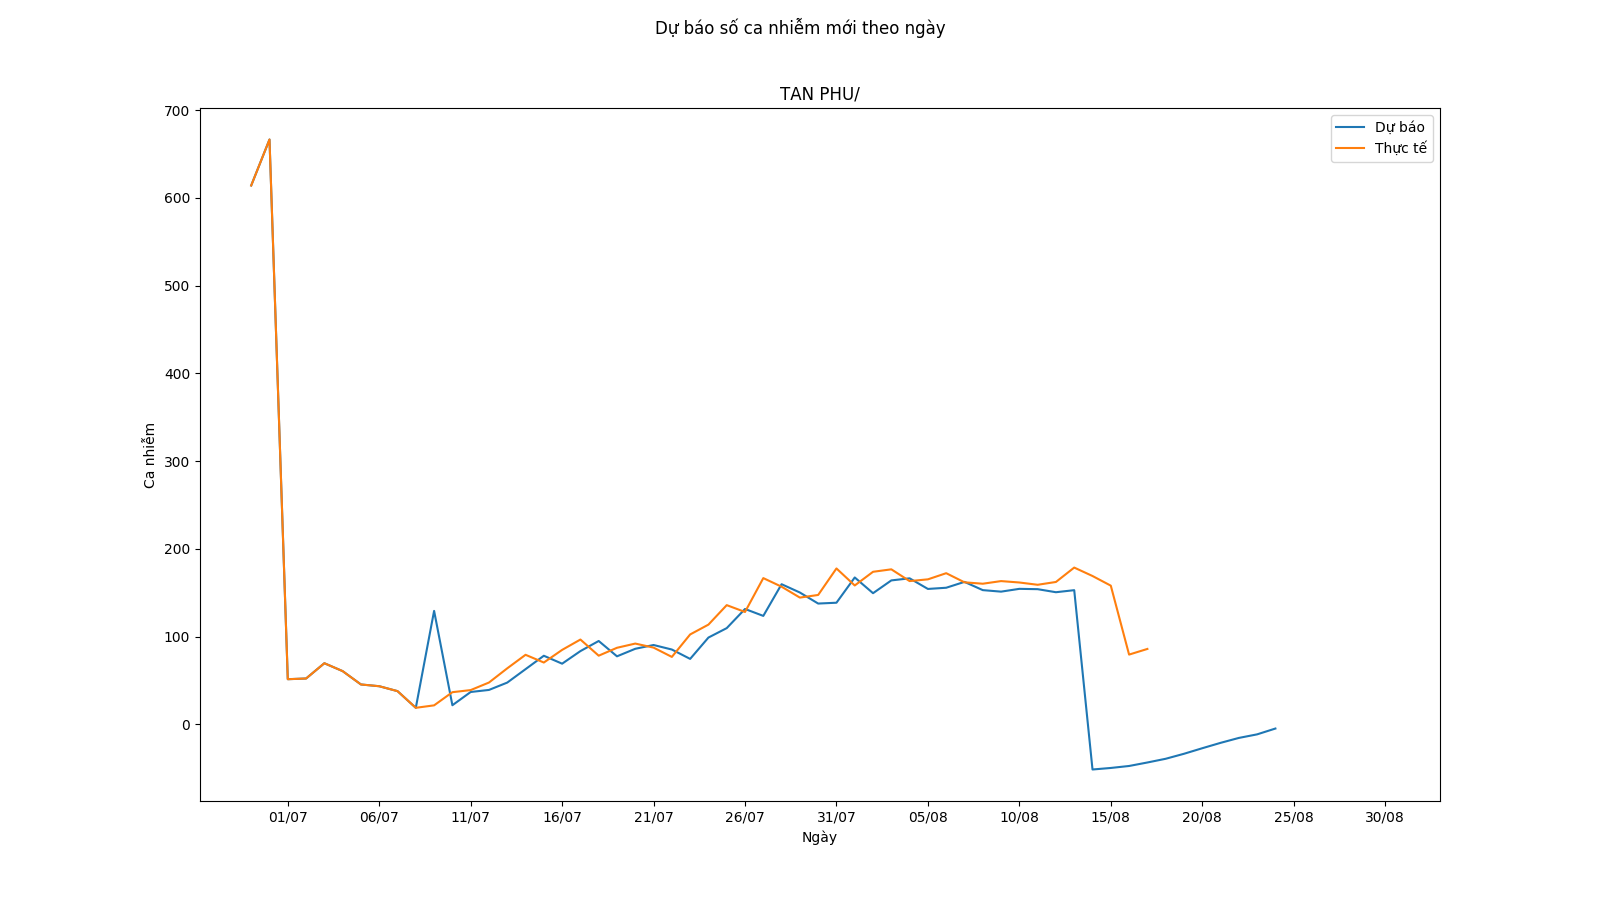 Dự báo số ca nhiễm mới theo ngày
TAN PHU/
Dự báo
Thực tế
700
600
500
400
300
200
100
0
Ca nhiễm
01/07 06/07 11/07 16/07 21/07 26/07 31/07 05/08 10/08 15/08 20/08 25/08 30/08
Ngày